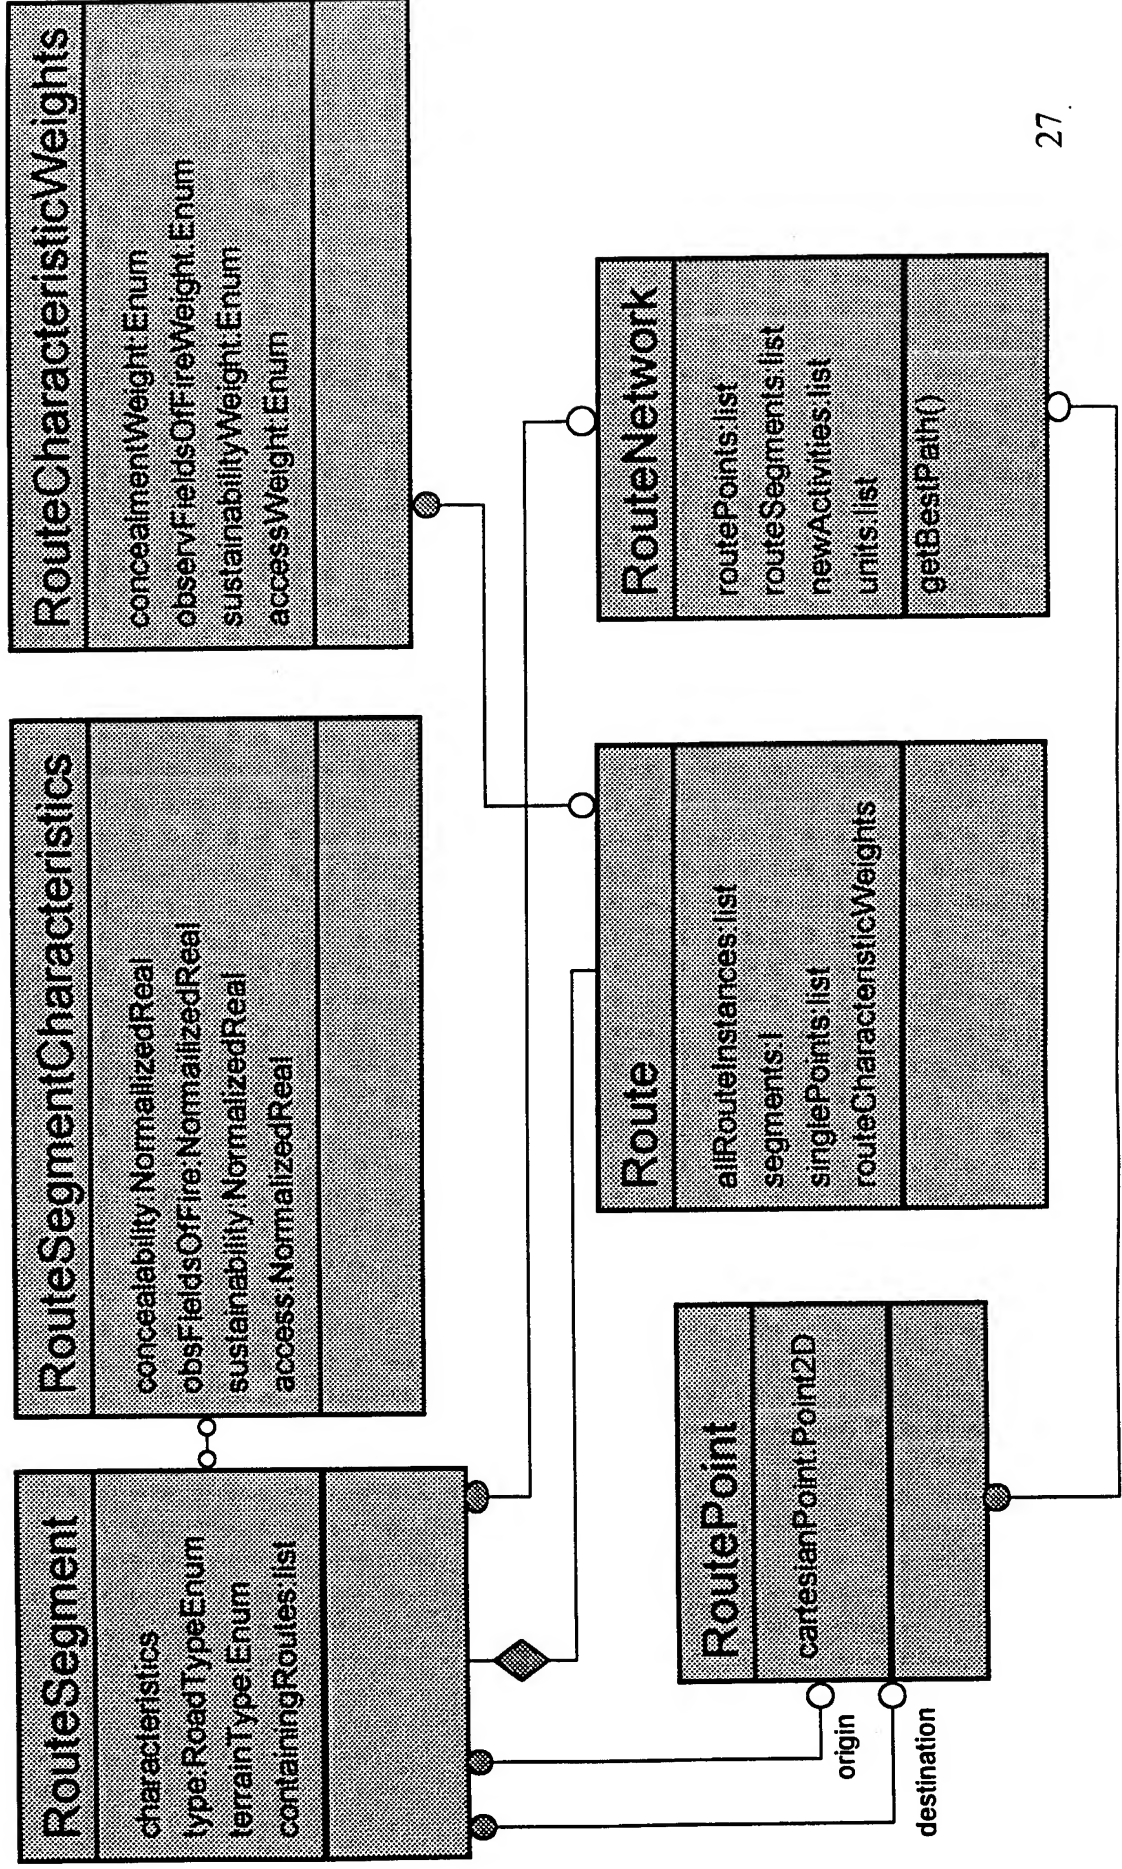 RouteSegment
characteristics
type:RoadTypeEnum
terrainType:Enum
containingRoutes:list
RouteSegmentCharacteristics
concealability:NormailizedReal
obsFieldsOfFire:NormailizedReal
sustainability:NormalizedReal
access:NormalizedReal
RouteCharacteristicWeights
concealmentWeight:Enum
observFieldsOfFireWeight:Enum
sustainabilityWeight:Enum
accessWeight:Enum
origin
destination
RoutePoint
cartesianPoint:Point2D
Route
allRouteInstances:list
segments:l
singlePoints:list
routeCharacteristicWeights
RouteNetwork
routePoints:list
routeSegments:list
newActivities:list
units:list
getBestPath()
27